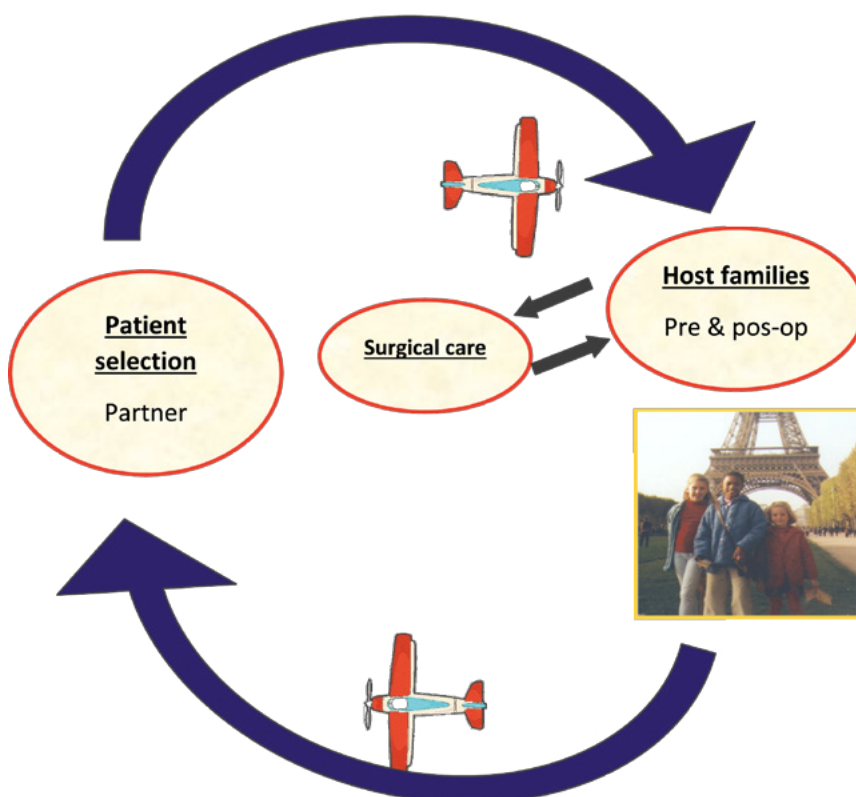 Patient
selection
Partner
Surgical care
Host families
Pre & pos-op